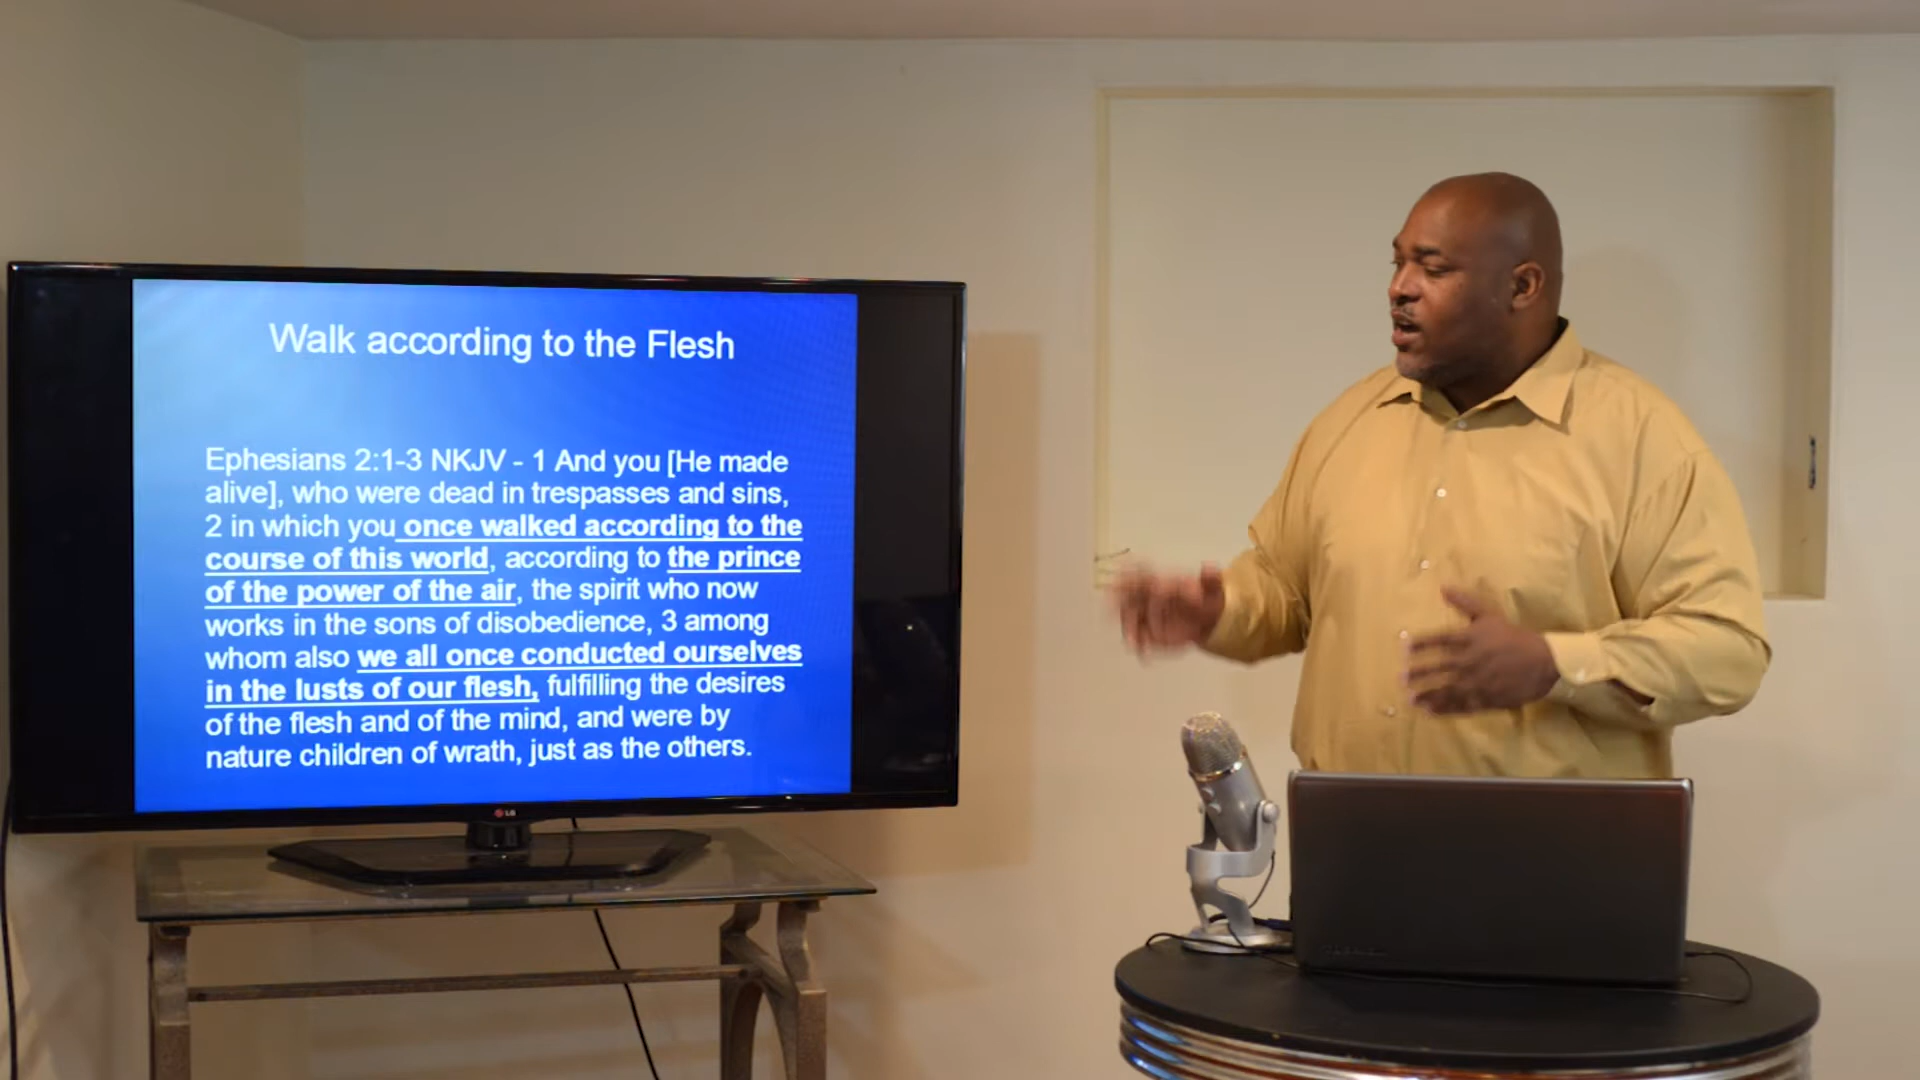 Walk according to the Flesh
Ephesians 2:1-3 NKJV - 1 And you [He made
alive], who were dead in trespasses and sins,
2 in which you once walked according to the
course of this world, according to the prince
of the power of the air, the spirit who now
works in the sons of disobedience, 3 among
whom also we all once conducted ourselves
in the lusts of our flesh, fulfilling the desires
of the flesh and of the mind, and were by
nature children of wrath, just as the others.
LG